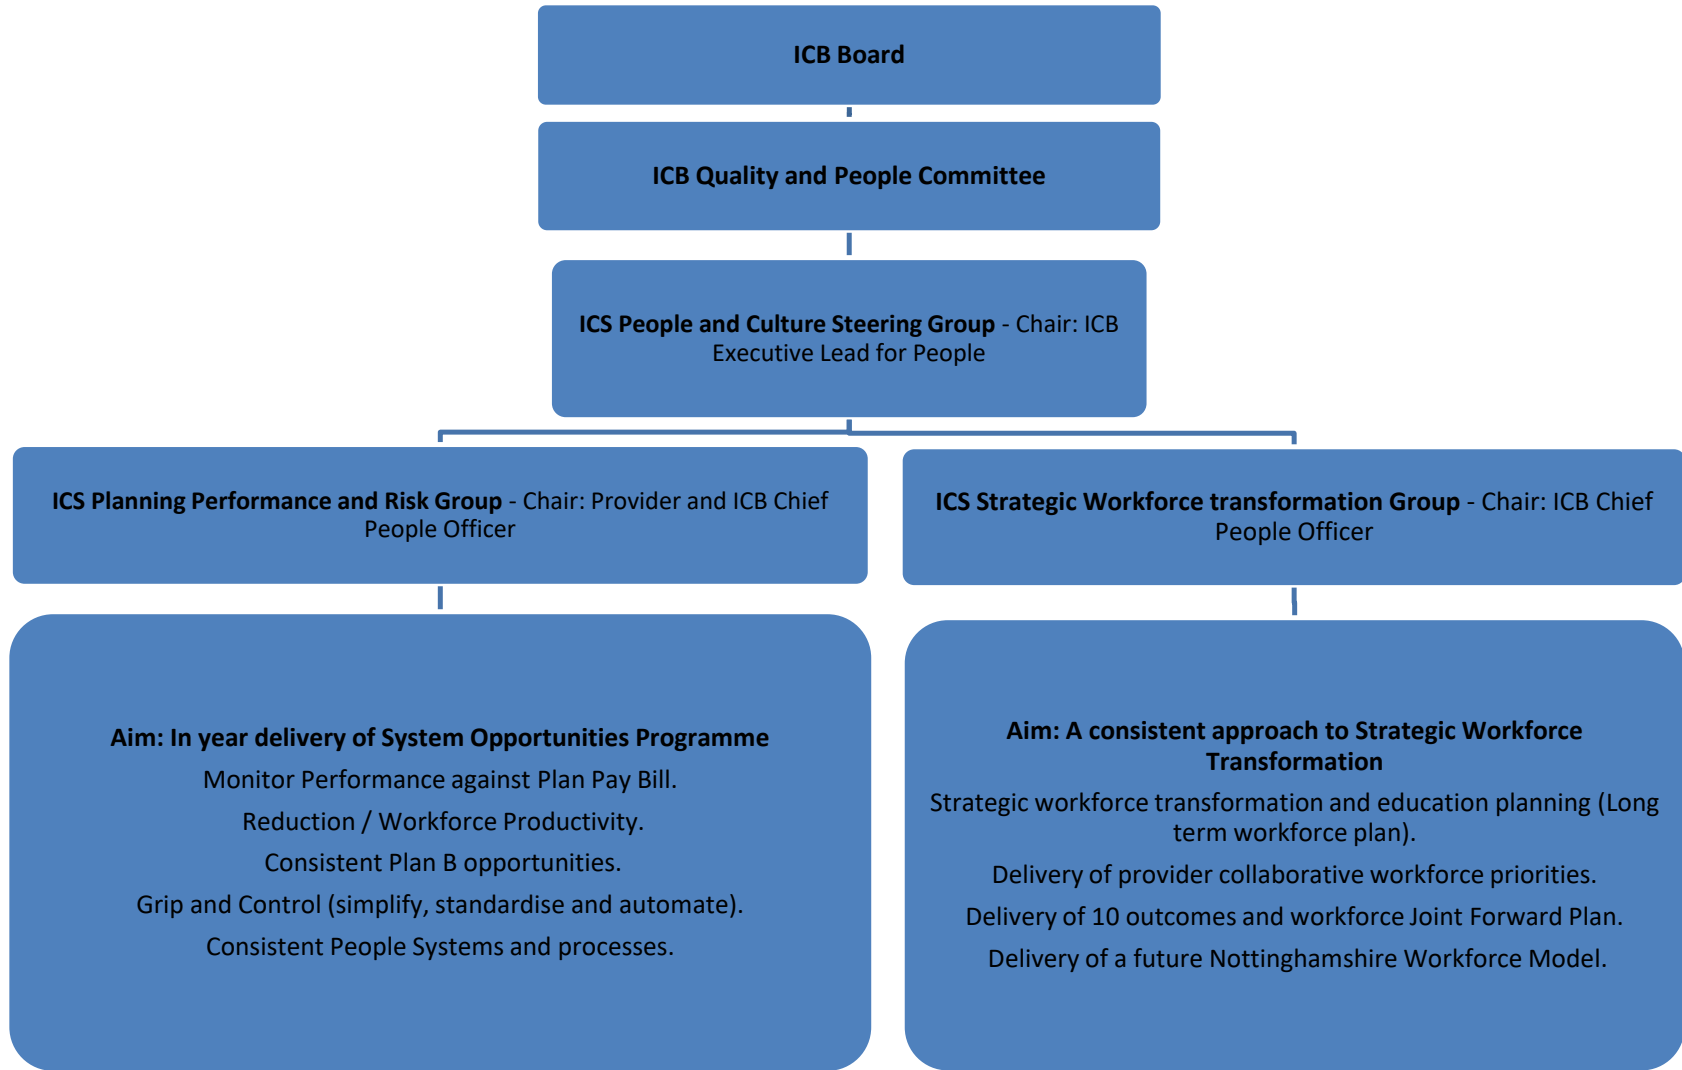 ICB Board
ICB Quality and People Committee
ICS People and Culture Steering Group - Chair: ICB
Executive Lead for People
ICS Planning Performance and Risk Group - Chair: Provider and ICB Chief
People Officer
ICS Strategic Workforce transformation Group - Chair: ICB Chief
People Officer
Aim: In year delivery of System Opportunities Programme
Monitor Performance against Plan Pay Bill.
Reduction / Workforce Productivity.
Consistent Plan B opportunities.
Grip and Control (simplify, standardise and automate).
Consistent People Systems and processes.
Aim: A consistent approach to Strategic Workforce
Transformation
Strategic workforce transformation and education planning (Long
term workforce plan).
Delivery of provider collaborative workforce priorities.
Delivery of 10 outcomes and workforce Joint Forward Plan.
Delivery of a future Nottinghamshire Workforce Model.